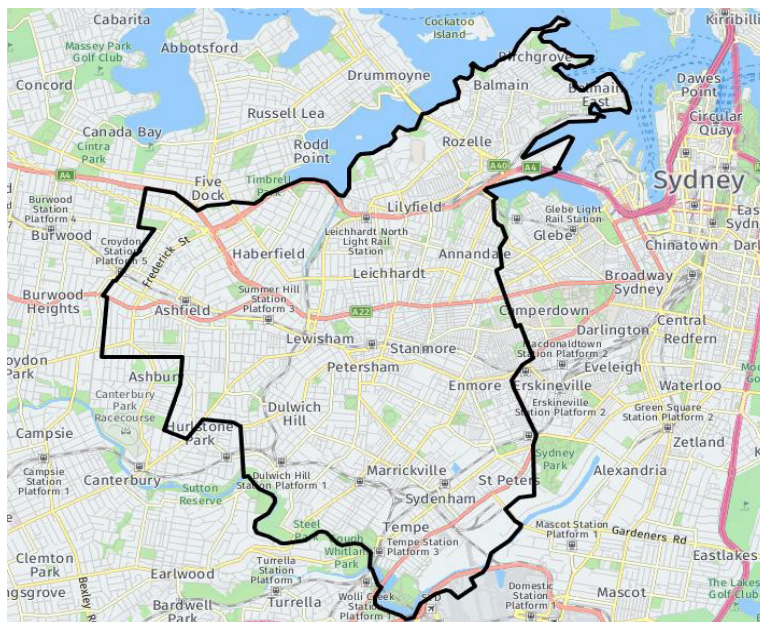 Cabarita
Cockatoo
Island
Kirribilli
Massey Park
Golf Club
Abbotsford
Birchgrove
Concord
Drummoyne
Balmain
Dawes
Point
Balmain
East
Russell Lea
Circular
Quay
Canada Bay
Cintra
Park
Rodd
Point
Rozelle
A4
A40
A4
Five
Dock
Timbrell
Park
Sydney
Burwood
Station
Platform 4
Lilyfield
Glebe Light
Rail Station
East
Sydney
Burwood
Croydon
Station
Platform 5
Frederick St
Leichhardt North
Light Rail
Station
Glebe
Haberfield
Annandale
Chinatown
Leichhardt
Broadway
Sydney
Burwood
Heights
Summer Hill
Station
Platform 3
Ashfield
A22
Camperdown
Central
Darlington
Redfern
Lewisham
Stanmore
Macdonaldtown
Station Platform 2
Croydon
Park
Petersham
Eveleigh
Ashbury
Enmore
Erskineville
Waterloo
Canterbury
Park
Racecourse
Dulwich
Hill
Erskineville
Station Platform 2
Green Square
Station Platform 2
Campsie
Hurlstone
Park
Zetland
Sydney
Park
Campsie
Station
Platform 1
Canterbury
Dulwich Hill
Station Platform 1
Marrickville
St Peters
Alexandria
Sutton
Reserve
Sydenham
Steel
Park
Gough
Whitlam
Park
Tempe
Tempe Station
Platform 3
Mascot Station
Platform 1
Gardeners Rd
Eastlakes
Clemton
Park
Earlwood
Turrella
Station
Platform 1
Bexley R
Wolli Creek
Station
Platform 1
Domestic
Station
Platform 1
Mascot
The Lakes
Golf Club
Bardwell
Park
Turrella